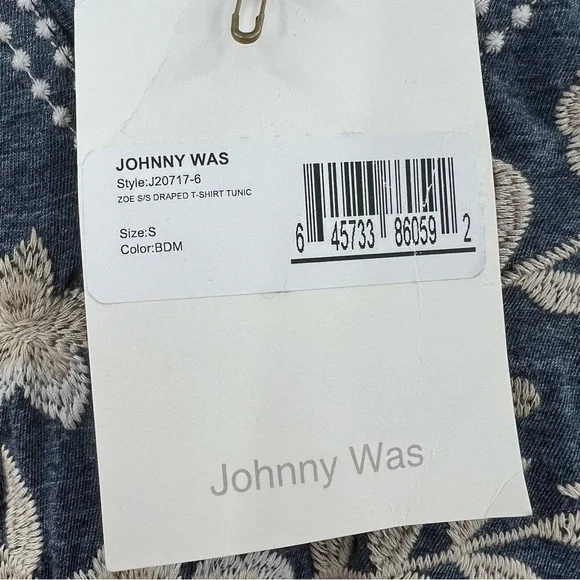 JOHNNY WAS
Style:J20717-6
ZOE S/S DRAPED T-SHIRT TUNIC
Size:S
Color:BDM
6 45733 86059 2
Johnny Was